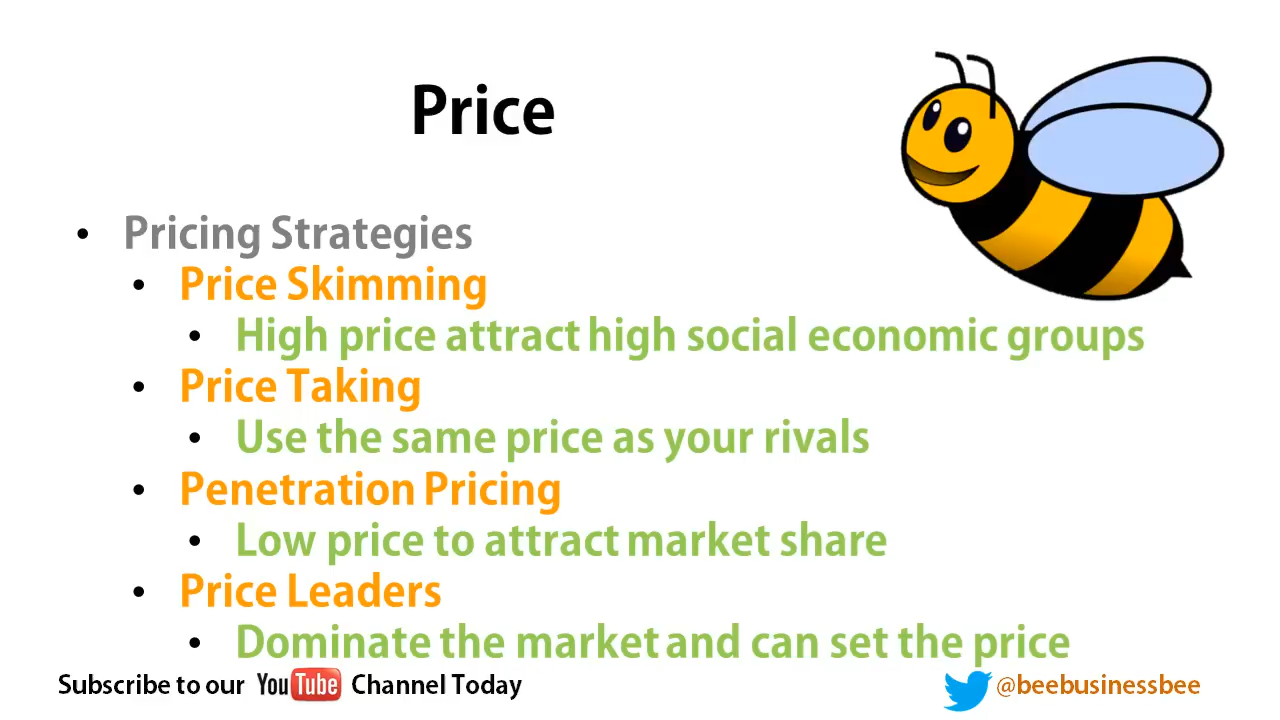 Price
• Pricing Strategies
• Price Skimming
• High price attract high social economic groups
• Price Taking
• Use the same price as your rivals
• Penetration Pricing
• Low price to attract market share
• Price Leaders
• Dominate the market and can set the price
Subscribe to our YouTube Channel Today
@beebusinessbee